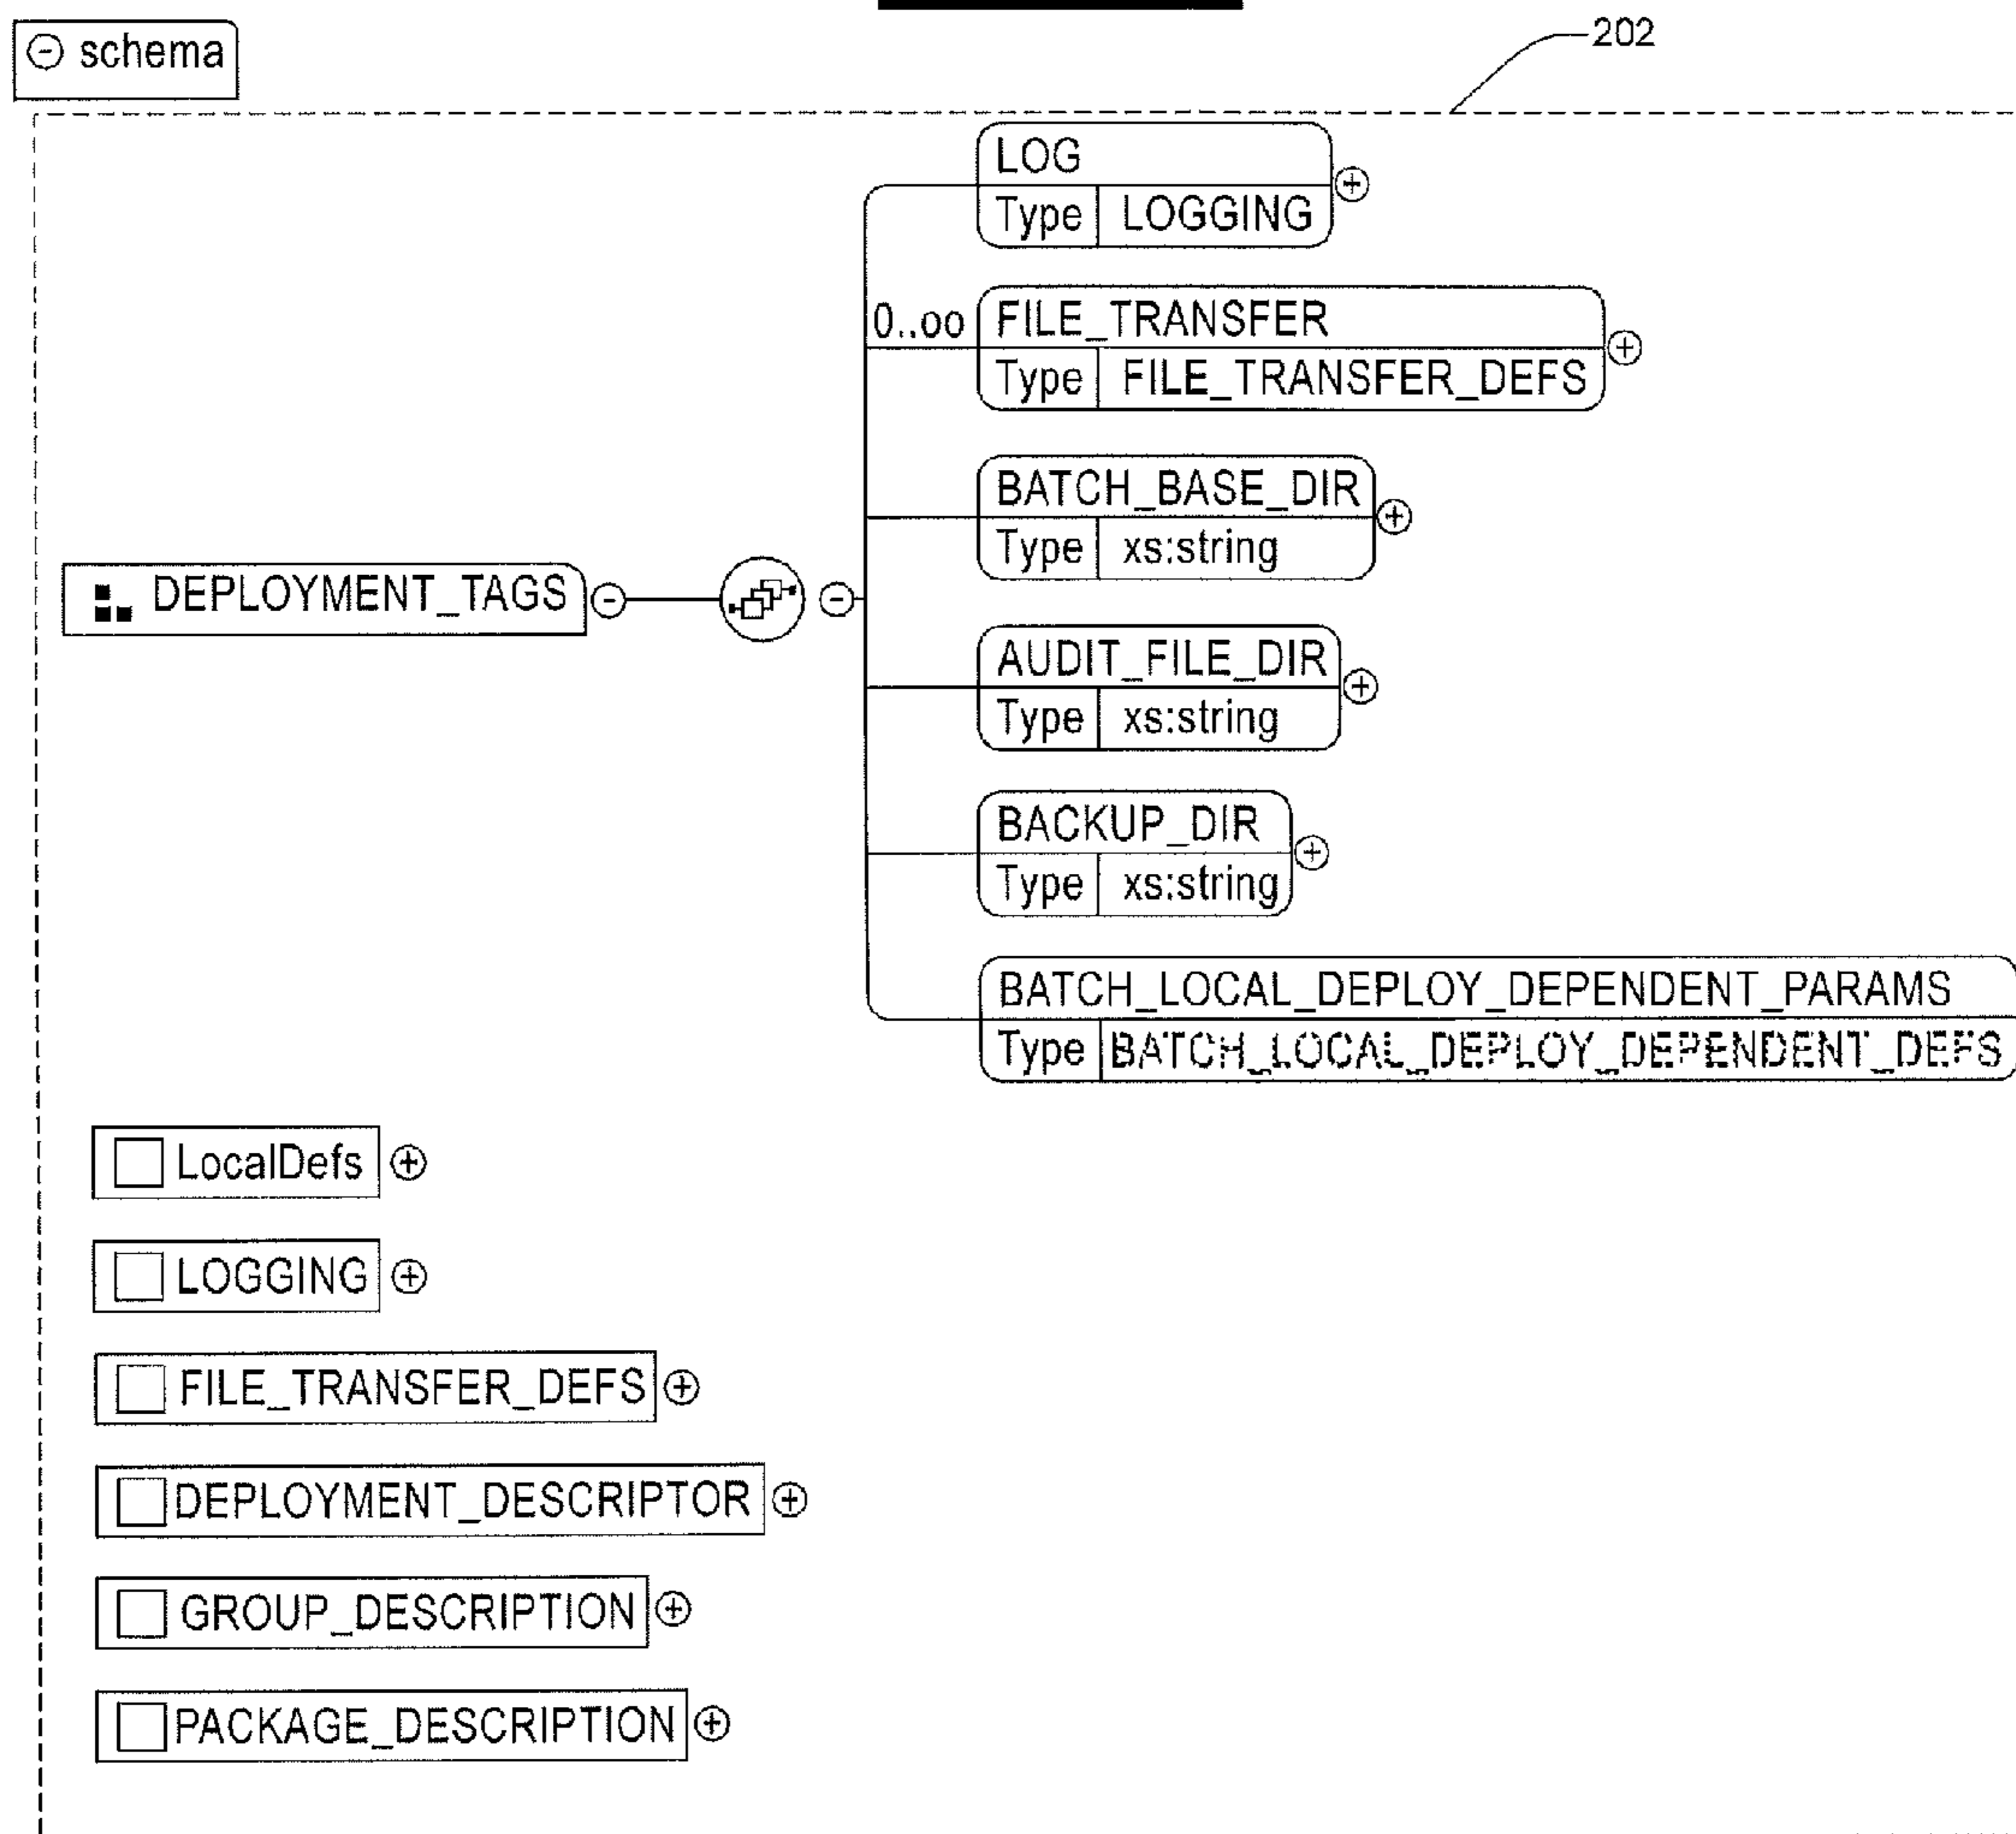 schema
202
LOG
Type LOGGING
0..oo FILE_TRANSFER
Type FILE_TRANSFER_DEFS
BATCH_BASE_DIR
Type xs:string
DEPLOYMENT_TAGS
AUDIT_FILE_DIR
Type xs:string
BACKUP_DIR
Type xs:string
BATCH_LOCAL_DEPLOY_DEPENDENT_PARAMS
Type BATCH_LOCAL_DEPLOY_DEPENDENT_DEFS
LocalDefs
LOGGING
FILE_TRANSFER_DEFS
DEPLOYMENT_DESCRIPTOR
GROUP_DESCRIPTION
PACKAGE_DESCRIPTION